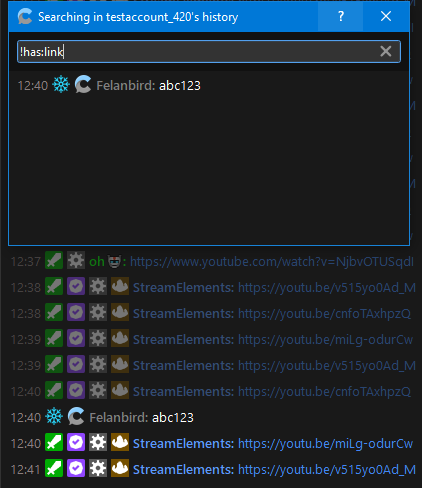 Searching in testaccount_420's history
? ×
!has:link
12:40 Felanbird: abc123
12:37 oh : https://www.youtube.com/watch?v=NjbvOTUSqdI
12:38 StreamElements: https://youtu.be/v515yo0Ad_M
12:38 StreamElements: https://youtu.be/cnfoTAxhpzQ
12:39 StreamElements: https://youtu.be/miLg-odurCw
12:39 StreamElements: https://youtu.be/v515yo0Ad_M
12:40 StreamElements: https://youtu.be/cnfoTAxhpzQ
12:40 Felanbird: abc123
12:40 StreamElements: https://youtu.be/miLg-odurCw
12:41 StreamElements: https://youtu.be/v515yo0Ad_M